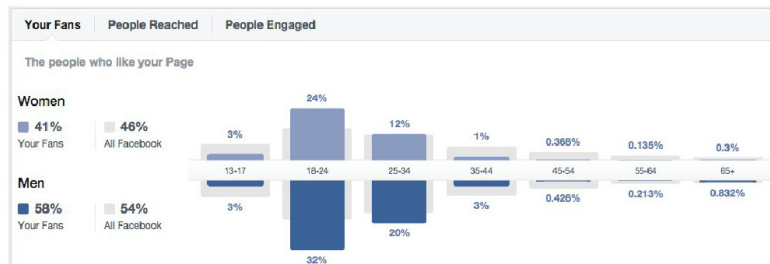 Your Fans People Reached People Engaged
The people who like your Page
Women
41% 46%
Your Fans All Facebook
Men
58% 54%
Your Fans All Facebook
3% 24% 12% 1% 0.366% 0.135% 0.3%
13-17 18-24 25-34 35-44 45-54 55-64 65+
3% 32% 20% 3% 0.426% 0.213% 0.832%